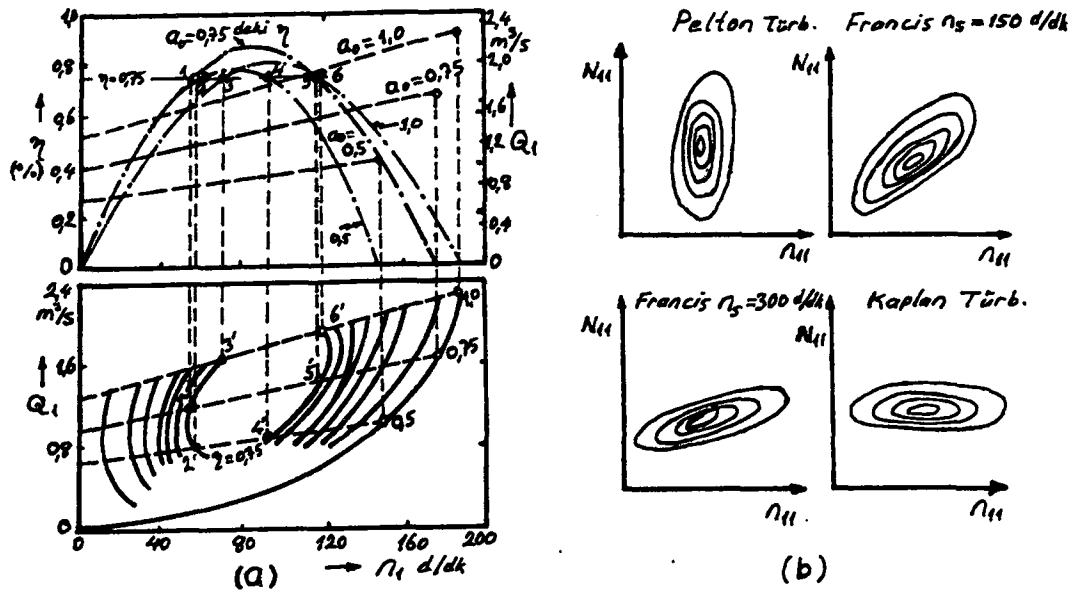 1,0
0,8
0,6
η
(%)
0,4
0,2
0
a₀=0,75 deki η
η=0,75
1
3
4
5
6
a₀=1,0
a₀=0,75
a₀=
0,5
1,0
0,5
2,4
m³/s
2,0
1,6
Q₁
1,2
0,8
0,4
0
2,4
m³/s
1,6
Q₁
0,8
0
3'
6'
5'
2'
4'
η=0,75
1,0
0,75
0,5
0 40 80 120 160 200
n₁ d/dk
(a)
Pelton Türb.
N₁₁
n₁₁
Francis nₛ=150 d/dk
N₁₁
n₁₁
Francis nₛ=300 d/dk
N₁₁
n₁₁
Kaplan Türb.
N₁₁
n₁₁
(b)